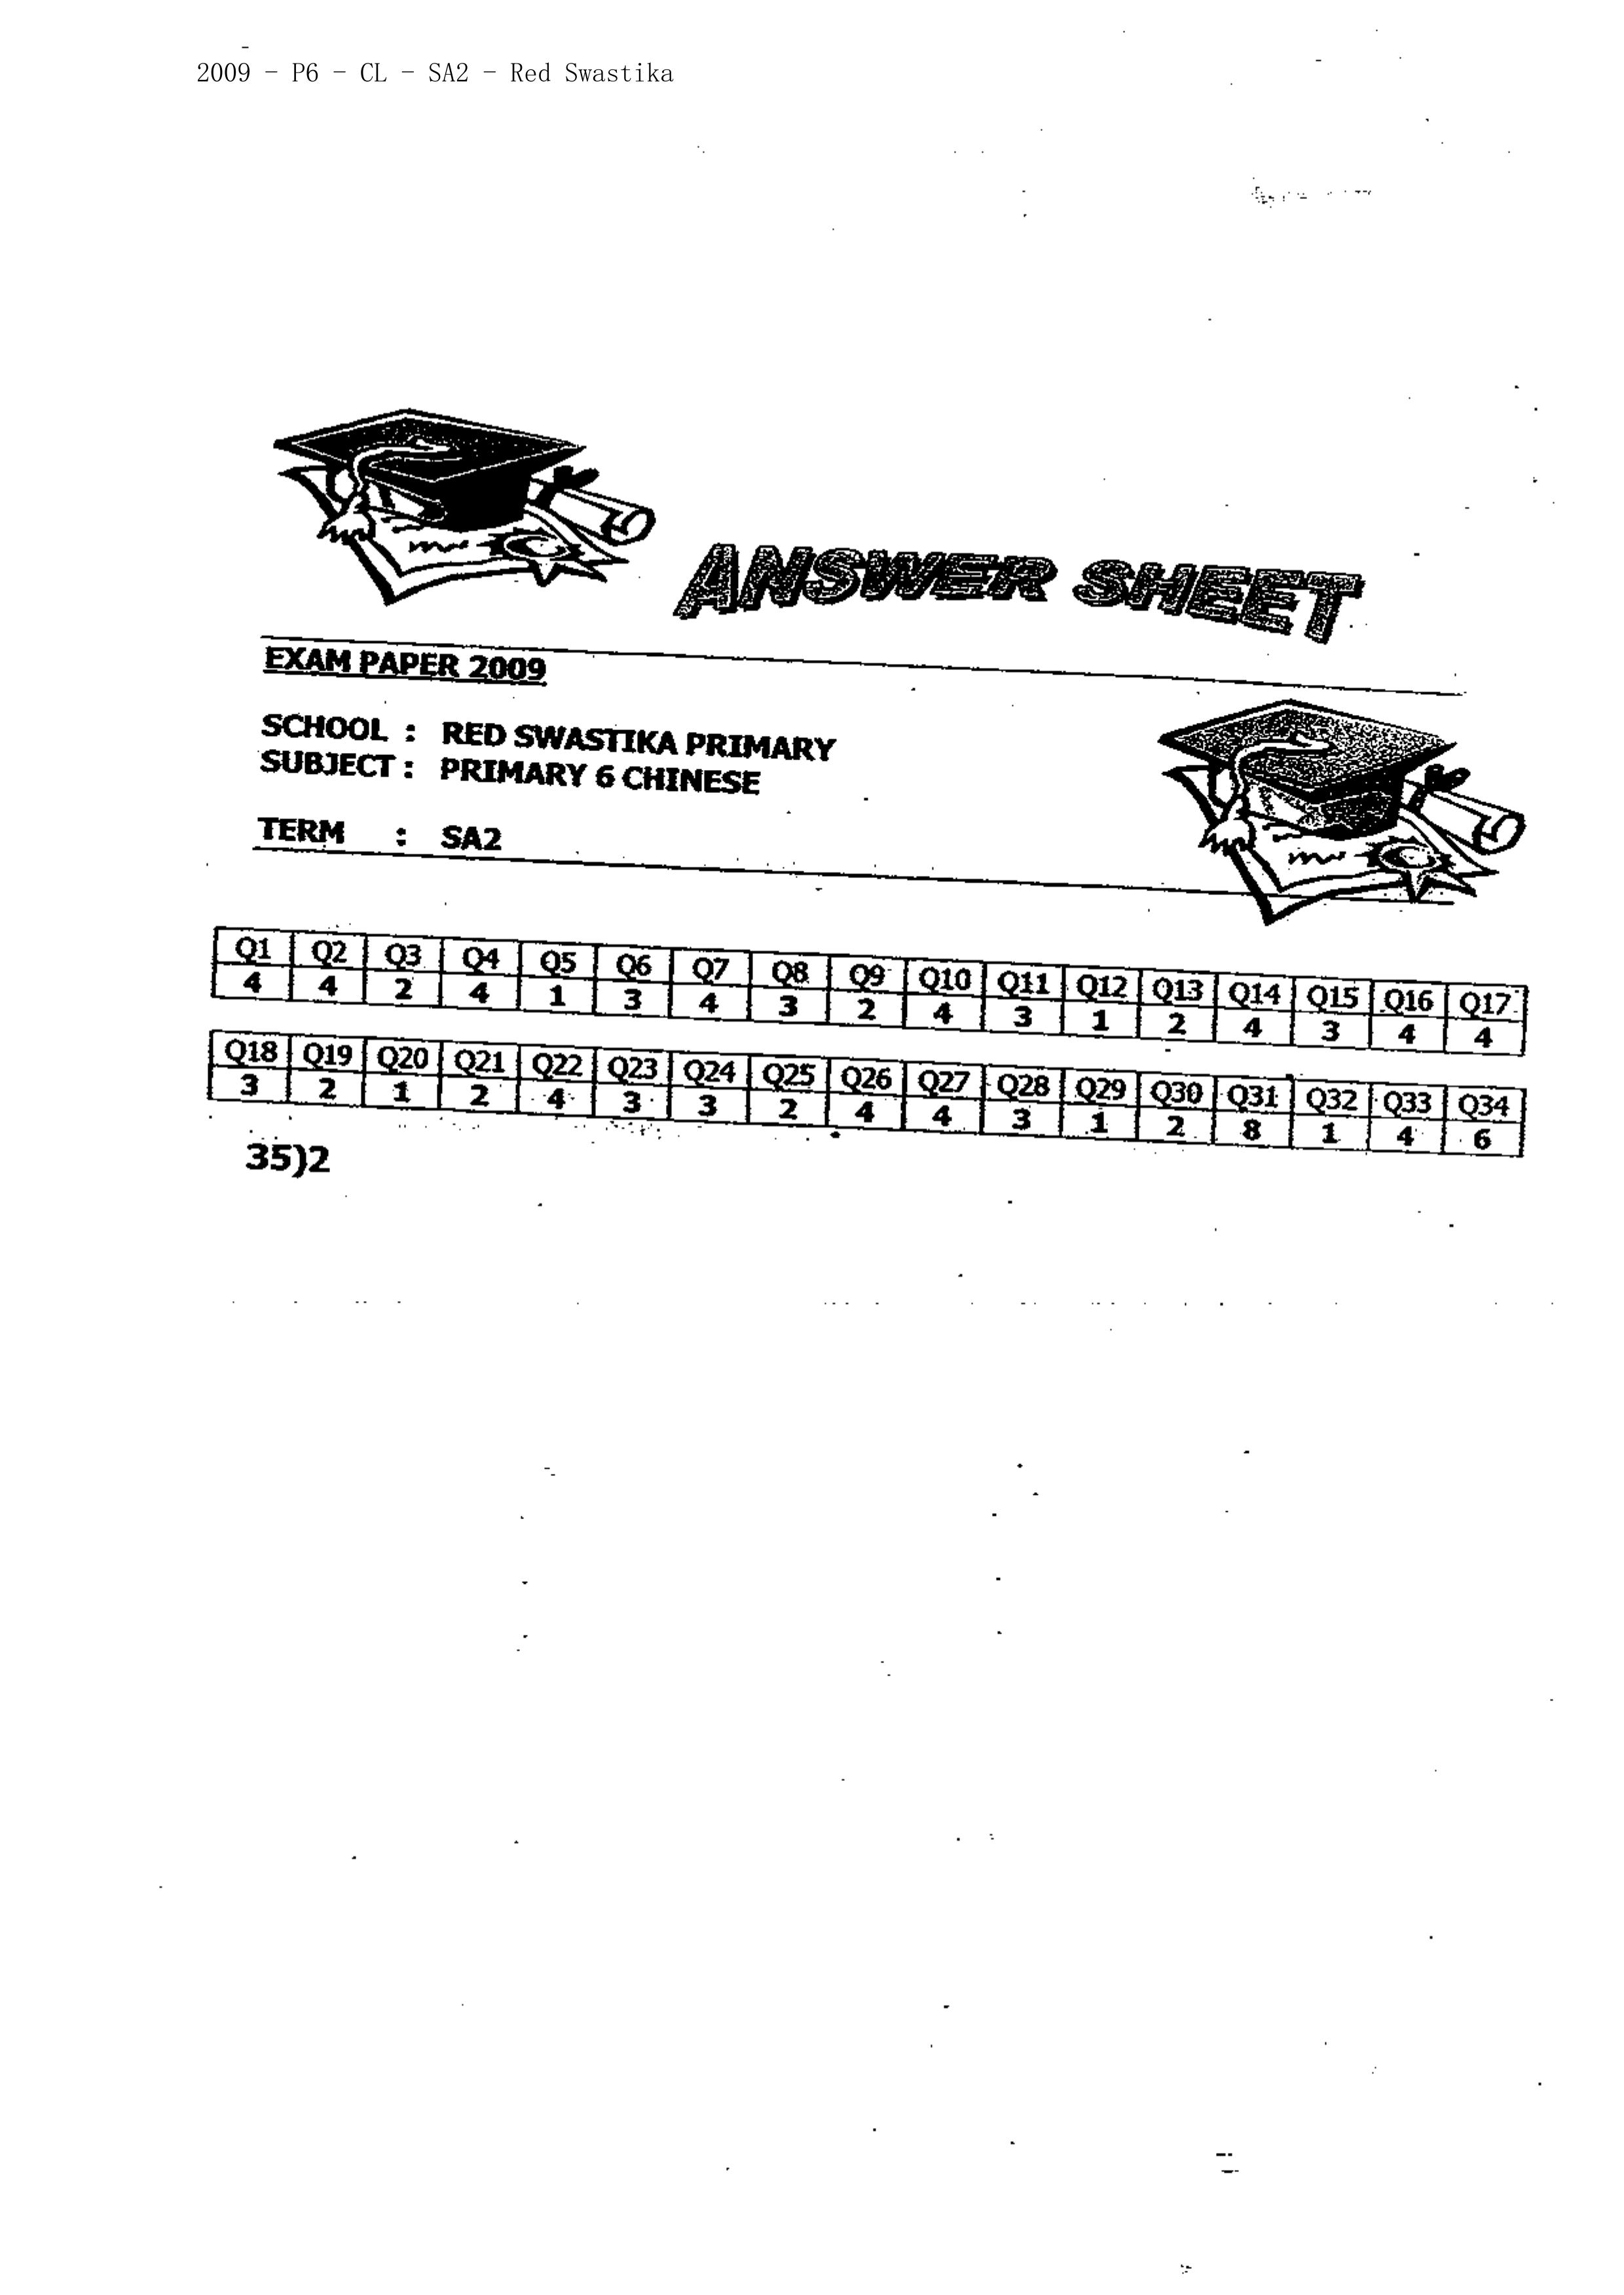 2009 - P6 - CL - SA2 - Red Swastika
ANSWER SHEET
EXAM PAPER 2009
SCHOOL : RED SWASTIKA PRIMARY
SUBJECT : PRIMARY 6 CHINESE
TERM : SA2
Q1 Q2 Q3 Q4 Q5 Q6 Q7 Q8 Q9 Q10 Q11 Q12 Q13 Q14 Q15 Q16 Q17
4 4 2 4 1 3 4 3 2 4 3 1 2 4 3 4 4
Q18 Q19 Q20 Q21 Q22 Q23 Q24 Q25 Q26 Q27 Q28 Q29 Q30 Q31 Q32 Q33 Q34
3 2 1 2 4 3 3 2 4 4 3 1 2 8 1 4 6
35)2